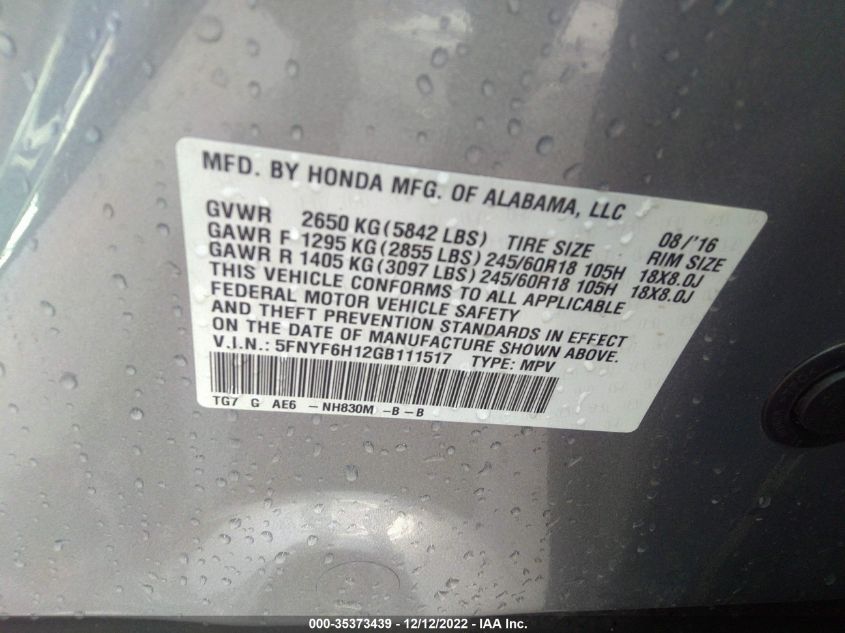 MFD. BY HONDA MFG. OF ALABAMA, LLC
GVWR 2650 KG (5842 LBS) TIRE SIZE 08/'16 RIM SIZE
GAWR F 1295 KG (2855 LBS) 245/60R18 105H 18X8.0J
GAWR R 1405 KG (3097 LBS) 245/60R18 105H 18X8.0J
THIS VEHICLE CONFORMS TO ALL APPLICABLE
FEDERAL MOTOR VEHICLE SAFETY
AND THEFT PREVENTION STANDARDS IN EFFECT
ON THE DATE OF MANUFACTURE SHOWN ABOVE.
V.I.N.: 5FNYF6H12GB111517 TYPE: MPV
TG7 G AE6 - NH830M - B - B
000-35373439 - 12/12/2022 - IAA Inc.